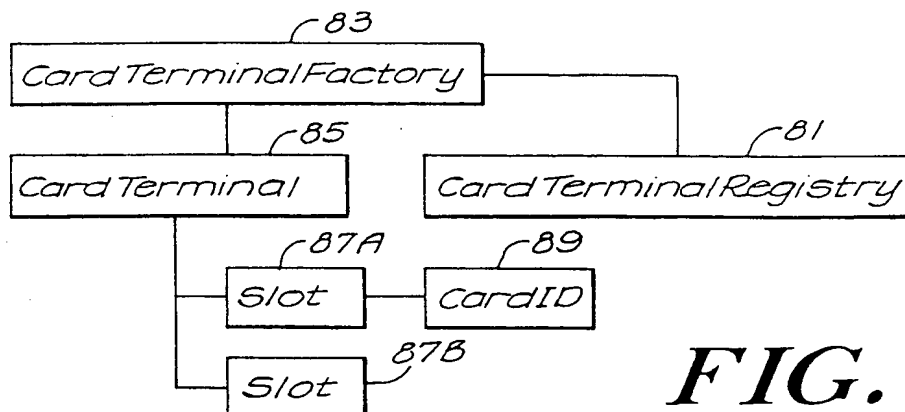 83
CardTerminalFactory
85
81
CardTerminal
CardTerminalRegistry
87A
89
Slot
CardID
87B
Slot
FIG.